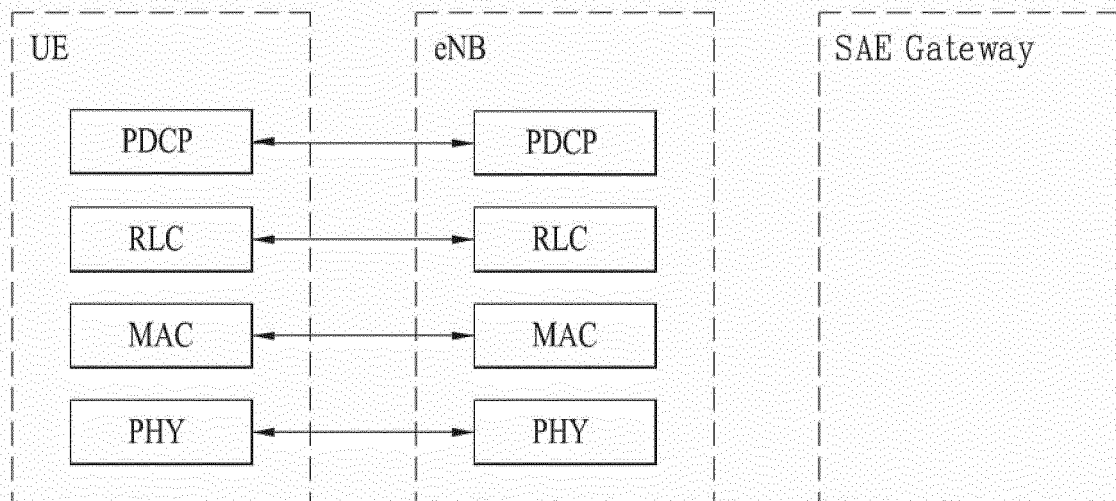 UE
eNB
SAE Gateway
PDCP
PDCP
RLC
RLC
MAC
MAC
PHY
PHY